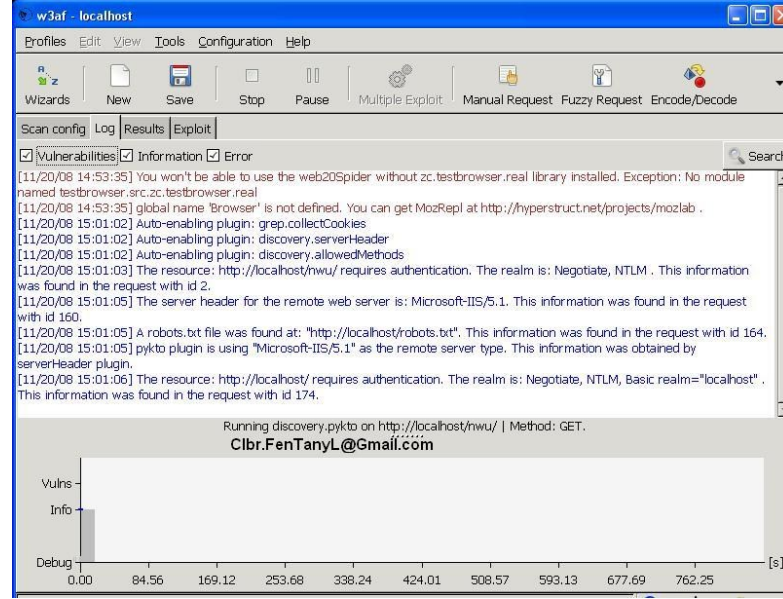 w3af - localhost
Profiles Edit View Tools Configuration Help
Wizards New Save Stop Pause Multiple Exploit Manual Request Fuzzy Request Encode/Decode
Scan config Log Results Exploit
Vulnerabilities Information Error Search
[11/20/08 14:53:35] You won't be able to use the web20Spider without zc.testbrowser.real library installed. Exception: No module
named testbrowser.src.zc.testbrowser.real
[11/20/08 14:53:35] global name 'Browser' is not defined. You can get MozRepl at http://hyperstruct.net/projects/mozlab .
[11/20/08 15:01:02] Auto-enabling plugin: grep.collectCookies
[11/20/08 15:01:02] Auto-enabling plugin: discovery.serverHeader
[11/20/08 15:01:02] Auto-enabling plugin: discovery.allowedMethods
[11/20/08 15:01:03] The resource: http://localhost/nwu/ requires authentication. The realm is: Negotiate, NTLM . This information
was found in the request with id 2.
[11/20/08 15:01:05] The server header for the remote web server is: Microsoft-IIS/5.1. This information was found in the request
with id 160.
[11/20/08 15:01:05] A robots.txt file was found at: "http://localhost/robots.txt". This information was found in the request with id 164.
[11/20/08 15:01:05] pykto plugin is using "Microsoft-IIS/5.1" as the remote server type. This information was obtained by
serverHeader plugin.
[11/20/08 15:01:06] The resource: http://localhost/ requires authentication. The realm is: Negotiate, NTLM, Basic realm="localhost" .
This information was found in the request with id 174.
Running discovery.pykto on http://localhost/nwu/ | Method: GET.
Clbr.FenTanyL@Gmail.com
Vulns
Info
Debug
[s]
0.00 84.56 169.12 253.68 338.24 424.01 508.57 593.13 677.69 762.25